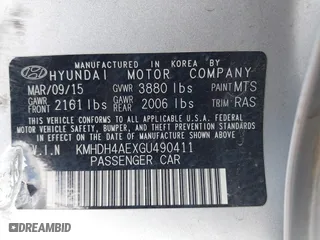 MANUFACTURED IN KOREA BY
HYUNDAI MOTOR COMPANY
MAR/09/15 GVWR 3880 lbs PAINT MTS
GAWR FRONT 2161 lbs GAWR REAR 2006 lbs TRIM RAS
THIS VEHICLE CONFORMS TO ALL APPLICABLE U.S. FEDERAL MOTOR VEHICLE
SAFETY, BUMPER, AND THEFT PREVENTION STANDARDS
IN EFFECT ON THE DATE OF MANUFACTURE SHOWN ABOVE.
V.I.N KMHDH4AEXGU490411
PASSENGER CAR
REALCARDATA.COM